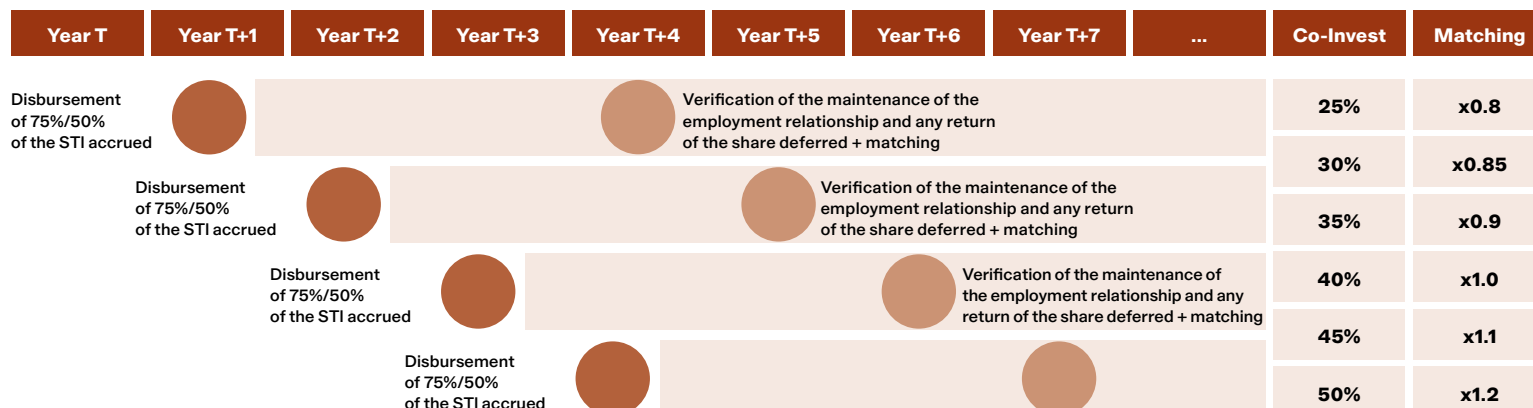 Year T
Year T+1
Year T+2
Year T+3
Year T+4
Year T+5
Year T+6
Year T+7
...
Co-Invest
Matching
Disbursement
of 75%/50%
of the STI accrued
Verification of the maintenance of the
employment relationship and any return
of the share deferred + matching
25%
x0.8
Disbursement
of 75%/50%
of the STI accrued
Verification of the maintenance of the
employment relationship and any return
of the share deferred + matching
30%
x0.85
35%
x0.9
Disbursement
of 75%/50%
of the STI accrued
Verification of the maintenance of
the employment relationship and any
return of the share deferred + matching
40%
x1.0
45%
x1.1
Disbursement
of 75%/50%
of the STI accrued
50%
x1.2